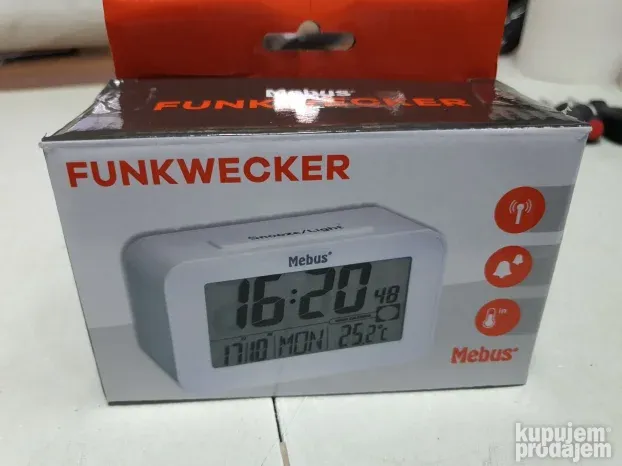 Mebus
FUNKWECKER
FUNKWECKER
Snooze/Light
Mebus
16:20 48
17 10 MON 25.2°C
Mebus
kupujem
prodajem